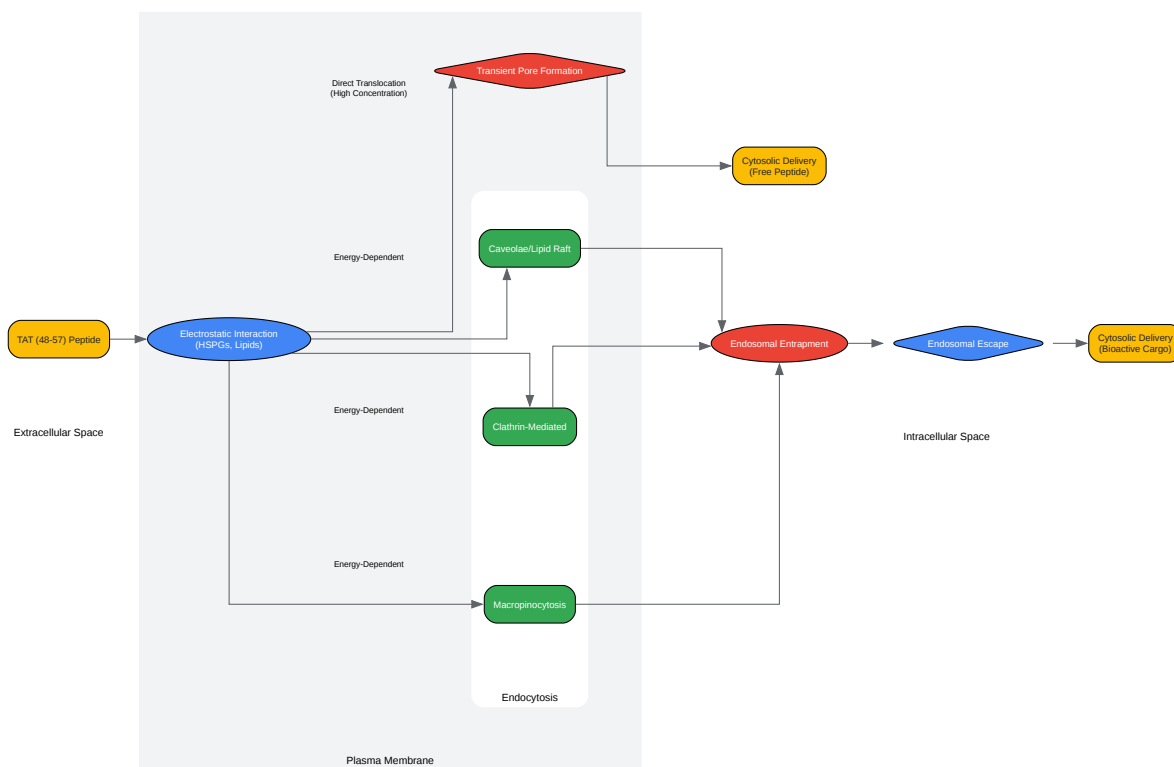 Transient Pore Formation
Direct Translocation
(High Concentration)
Cytosolic Delivery
(Free Peptide)
Caveolae/Lipid Raft
Energy-Dependent
TAT (48-57) Peptide
Electrostatic Interaction
(HSPGs, Lipids)
Endosomal Entrapment
Endosomal Escape
Cytosolic Delivery
(Bioactive Cargo)
Energy-Dependent
Clathrin-Mediated
Extracellular Space
Intracellular Space
Energy-Dependent
Macropinocytosis
Endocytosis
Plasma Membrane